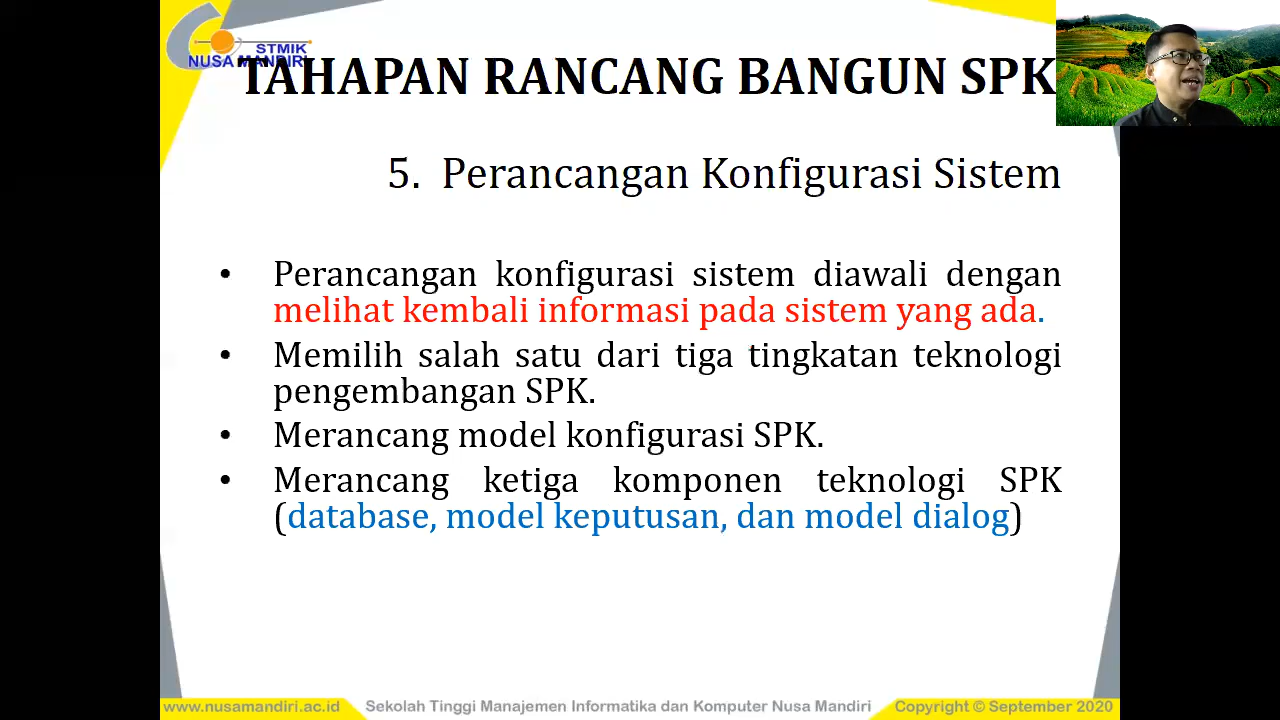 STMIK
NUSA MANDIRI
TAHAPAN RANCANG BANGUN SPK
5. Perancangan Konfigurasi Sistem
• Perancangan konfigurasi sistem diawali dengan
melihat kembali informasi pada sistem yang ada.
• Memilih salah satu dari tiga tingkatan teknologi
pengembangan SPK.
• Merancang model konfigurasi SPK.
• Merancang ketiga komponen teknologi SPK
(database, model keputusan, dan model dialog)
www.nusamandiri.ac.id Sekolah Tinggi Manajemen Informatika dan Komputer Nusa Mandiri Copyright © September 2020